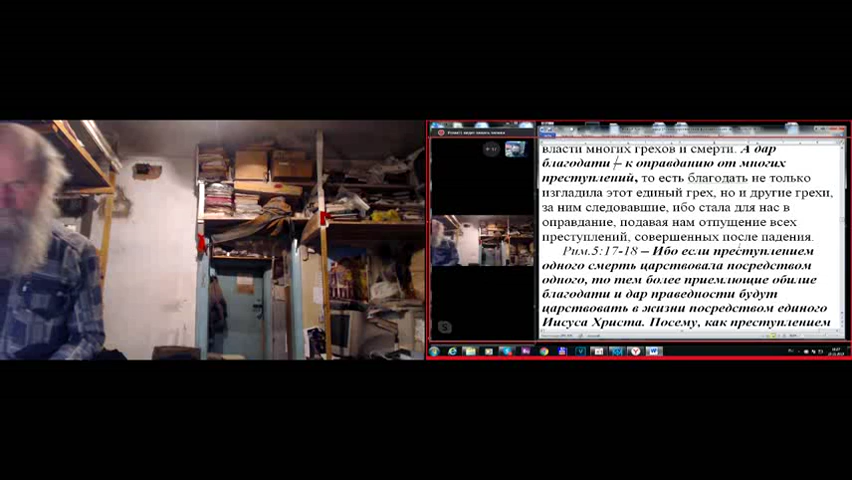 власти многих грехов и смерти. А дар
благодати – к оправданию от многих
преступлений, то есть благодать не только
изгладила этот единый грех, но и другие грехи,
за ним следовавшие, ибо стала для нас в
оправдание, подавая нам отпущение всех
преступлений, совершенных после падения.
Рим.5:17-18 – Ибо если преступлением
одного смерть царствовала посредством
одного, то тем более приемлющие обилие
благодати и дар праведности будут
царствовать в жизни посредством единого
Иисуса Христа. Посему, как преступлением